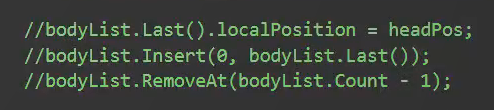 //bodyList.Last().localPosition = headPos;
//bodyList.Insert(0, bodyList.Last());
//bodyList.RemoveAt(bodyList.Count - 1);